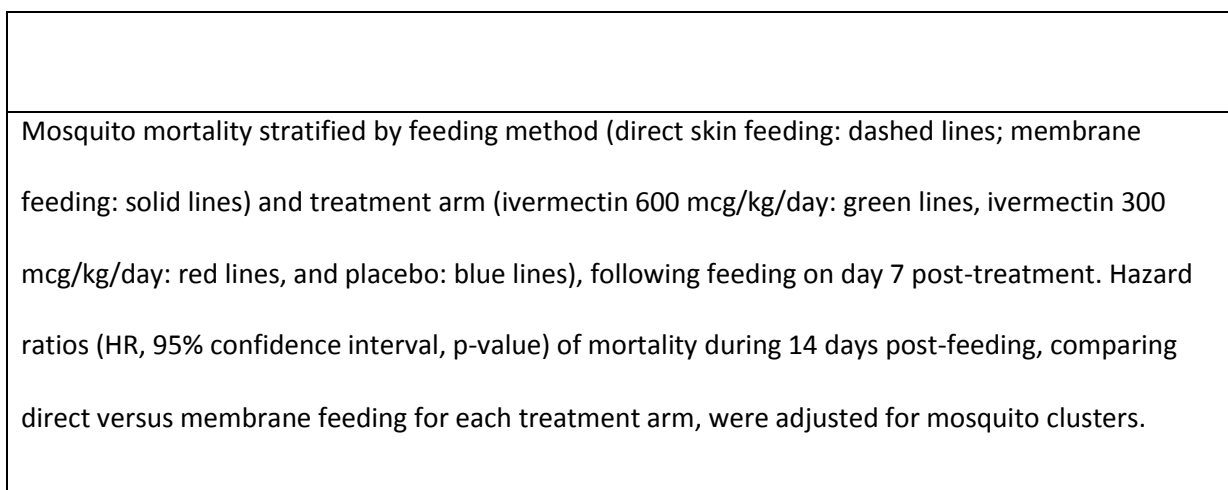 Mosquito mortality stratified by feeding method (direct skin feeding: dashed lines; membrane
feeding: solid lines) and treatment arm (ivermectin 600 mcg/kg/day: green lines, ivermectin 300
mcg/kg/day: red lines, and placebo: blue lines), following feeding on day 7 post-treatment. Hazard
ratios (HR, 95% confidence interval, p-value) of mortality during 14 days post-feeding, comparing
direct versus membrane feeding for each treatment arm, were adjusted for mosquito clusters.